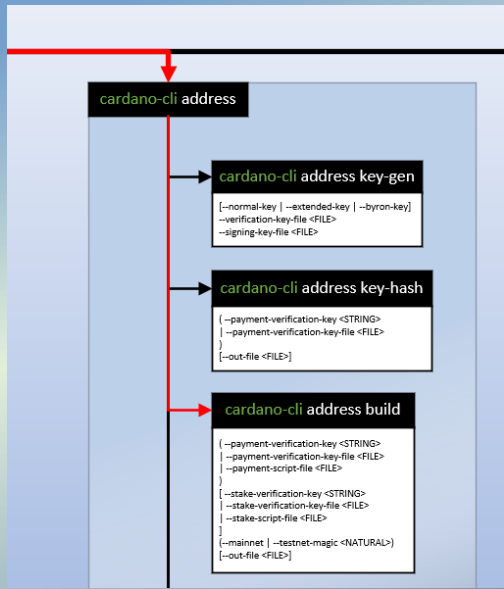 cardano-cli address
cardano-cli address key-gen
[--normal-key | --extended-key | --byron-key]
--verification-key-file <FILE>
--signing-key-file <FILE>
cardano-cli address key-hash
( --payment-verification-key <STRING>
| --payment-verification-key-file <FILE>
)
[--out-file <FILE>]
cardano-cli address build
( --payment-verification-key <STRING>
| --payment-verification-key-file <FILE>
| --payment-script-file <FILE>
)
[ --stake-verification-key <STRING>
| --stake-verification-key-file <FILE>
| --stake-script-file <FILE>
]
(--mainnet | --testnet-magic <NATURAL>)
[--out-file <FILE>]